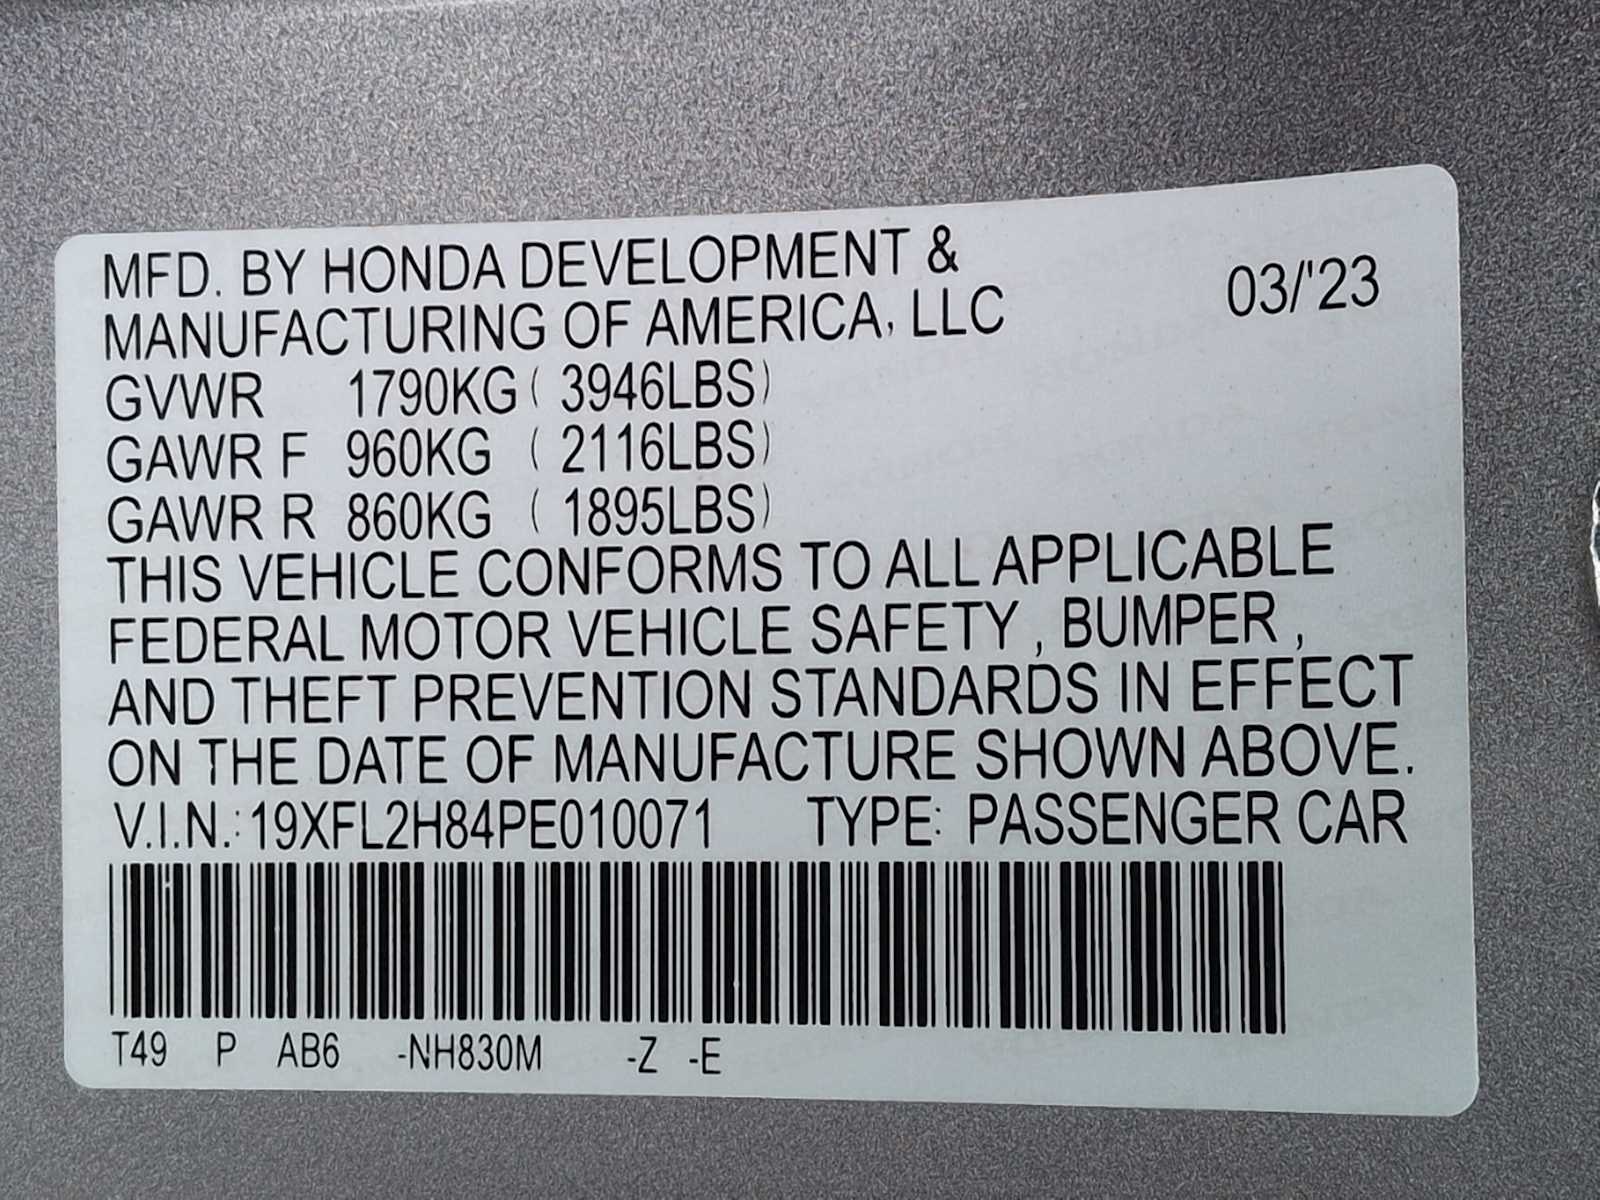 MFD. BY HONDA DEVELOPMENT &
MANUFACTURING OF AMERICA, LLC
03/'23
GVWR 1790KG ( 3946LBS)
GAWR F 960KG ( 2116LBS)
GAWR R 860KG ( 1895LBS)
THIS VEHICLE CONFORMS TO ALL APPLICABLE
FEDERAL MOTOR VEHICLE SAFETY , BUMPER ,
AND THEFT PREVENTION STANDARDS IN EFFECT
ON THE DATE OF MANUFACTURE SHOWN ABOVE.
V.I.N.: 19XFL2H84PE010071 TYPE: PASSENGER CAR
T49 P AB6 -NH830M -Z -E